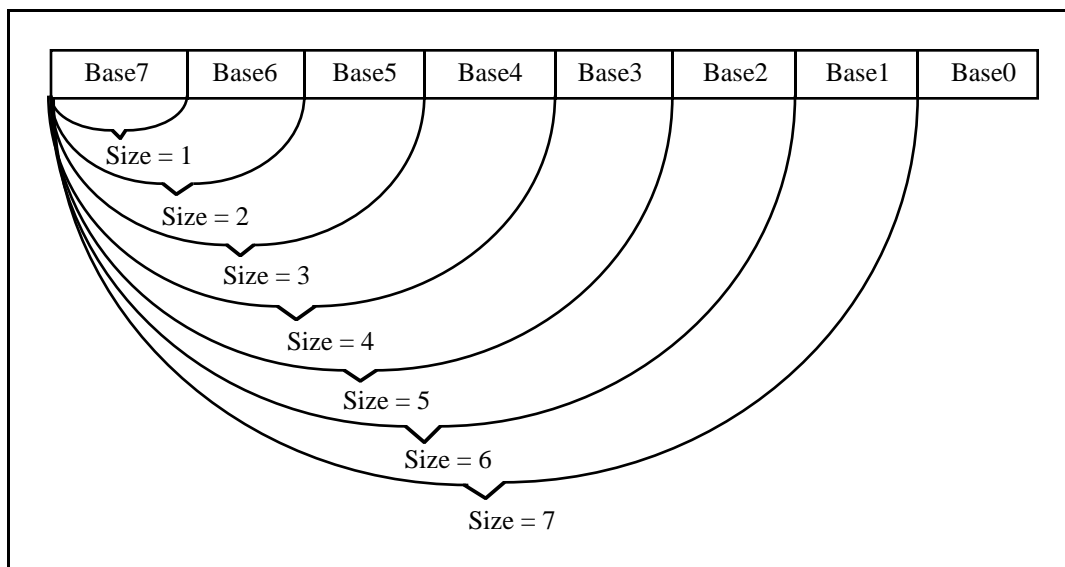 Base7 Base6 Base5 Base4 Base3 Base2 Base1 Base0
Size = 1
Size = 2
Size = 3
Size = 4
Size = 5
Size = 6
Size = 7